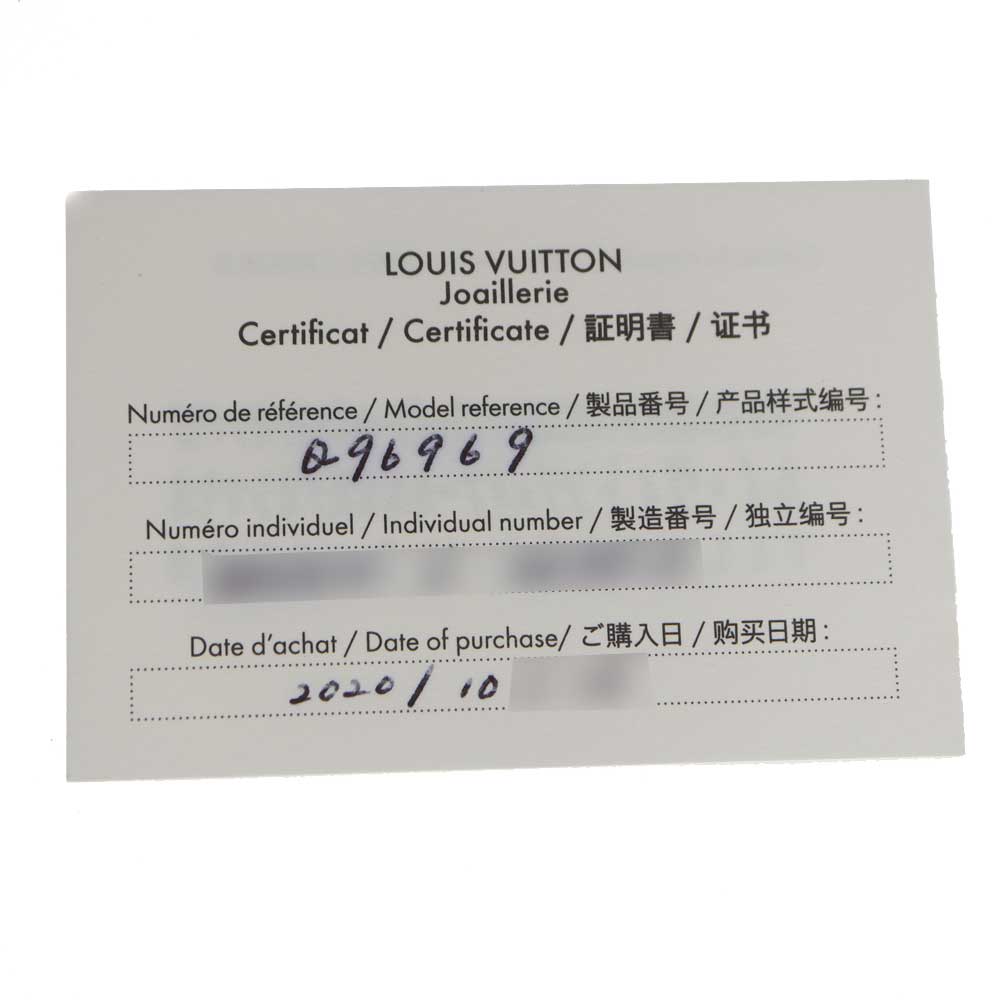 LOUIS VUITTON
Joaillerie
Certificat / Certificate / 証明書 / 证书
Numéro de référence / Model reference / 製品番号 / 产品样式编号:
Q96969
Numéro individuel / Individual number / 製造番号 / 独立编号:
Date d'achat / Date of purchase/ ご購入日 / 购买日期:
2020/10